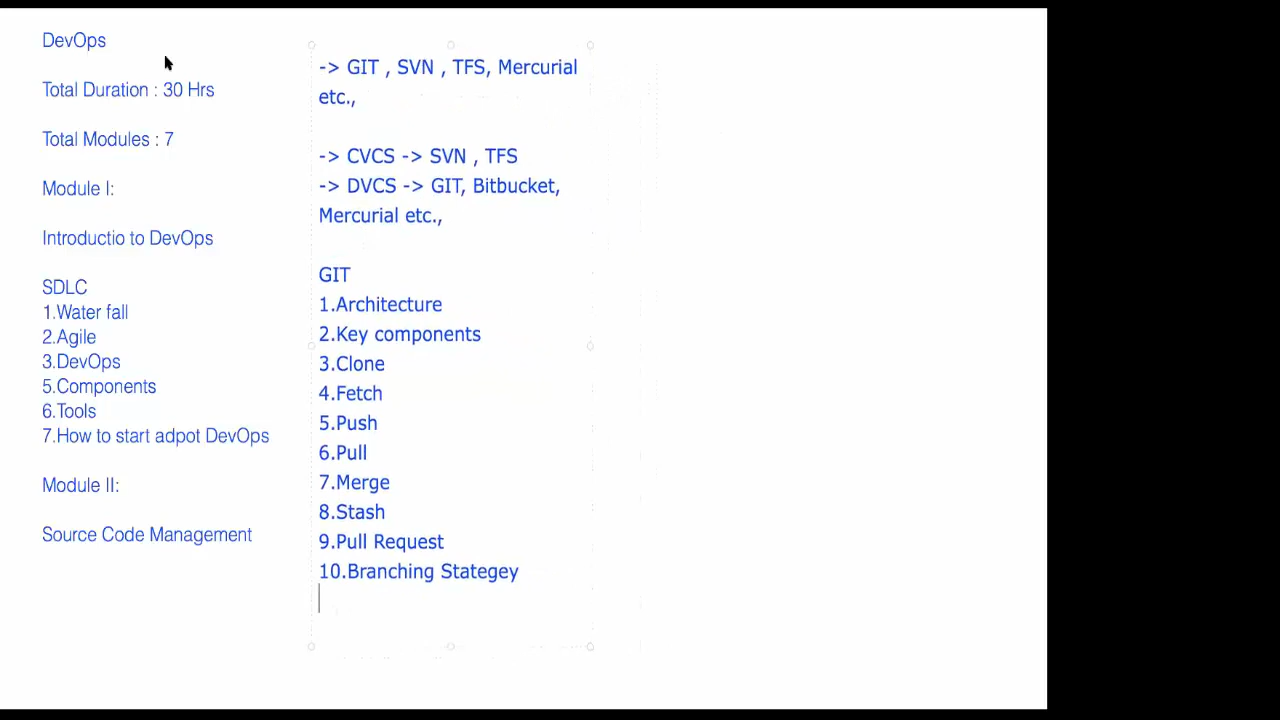 DevOps
Total Duration : 30 Hrs
Total Modules : 7
Module I:
Introductio to DevOps
SDLC
1.Water fall
2.Agile
3.DevOps
5.Components
6.Tools
7.How to start adpot DevOps
Module II:
Source Code Management
-> GIT , SVN , TFS, Mercurial
etc.,
-> CVCS -> SVN , TFS
-> DVCS -> GIT, Bitbucket,
Mercurial etc.,
GIT
1.Architecture
2.Key components
3.Clone
4.Fetch
5.Push
6.Pull
7.Merge
8.Stash
9.Pull Request
10.Branching Stategey